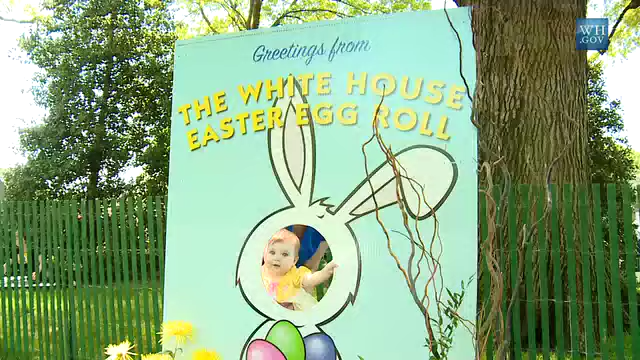 WH
.GOV
Greetings from
THE WHITE HOUSE
EASTER EGG ROLL